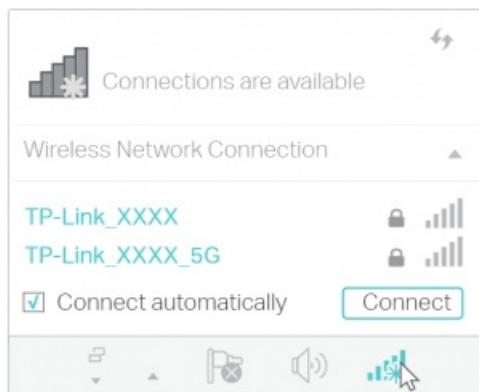 Connections are available
Wireless Network Connection
TP-Link_XXXX
TP-Link_XXXX_5G
Connect automatically
Connect